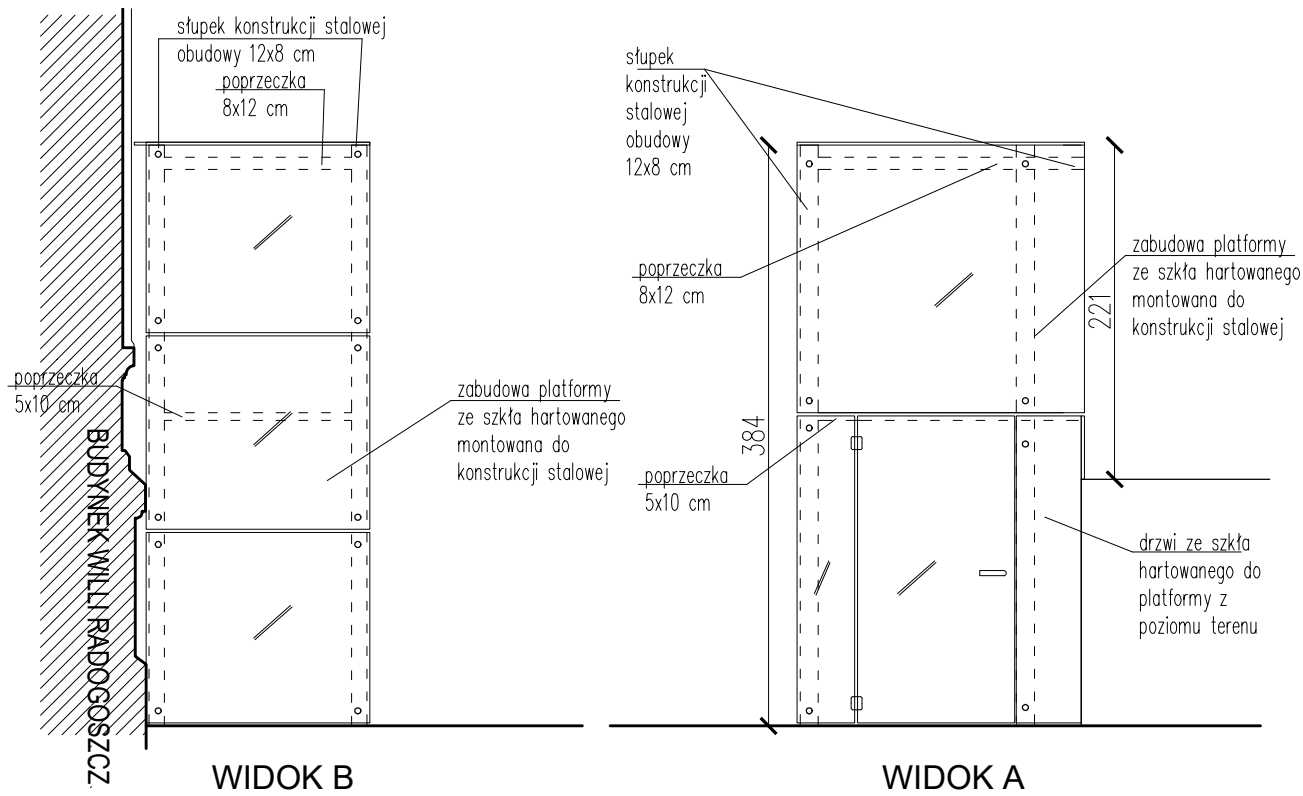 słupek konstrukcji stalowej
obudowy 12x8 cm
poprzeczka
8x12 cm
poprzeczka
5x10 cm
zabudowa platformy
ze szkła hartowanego
montowana do
konstrukcji stalowej
BUDYNEK WILLI RADOGOSZCZ
WIDOK B
słupek
konstrukcji
stalowej
obudowy
12x8 cm
poprzeczka
8x12 cm
384
poprzeczka
5x10 cm
221
zabudowa platformy
ze szkła hartowanego
montowana do
konstrukcji stalowej
drzwi ze szkła
hartowanego do
platformy z
poziomu terenu
WIDOK A